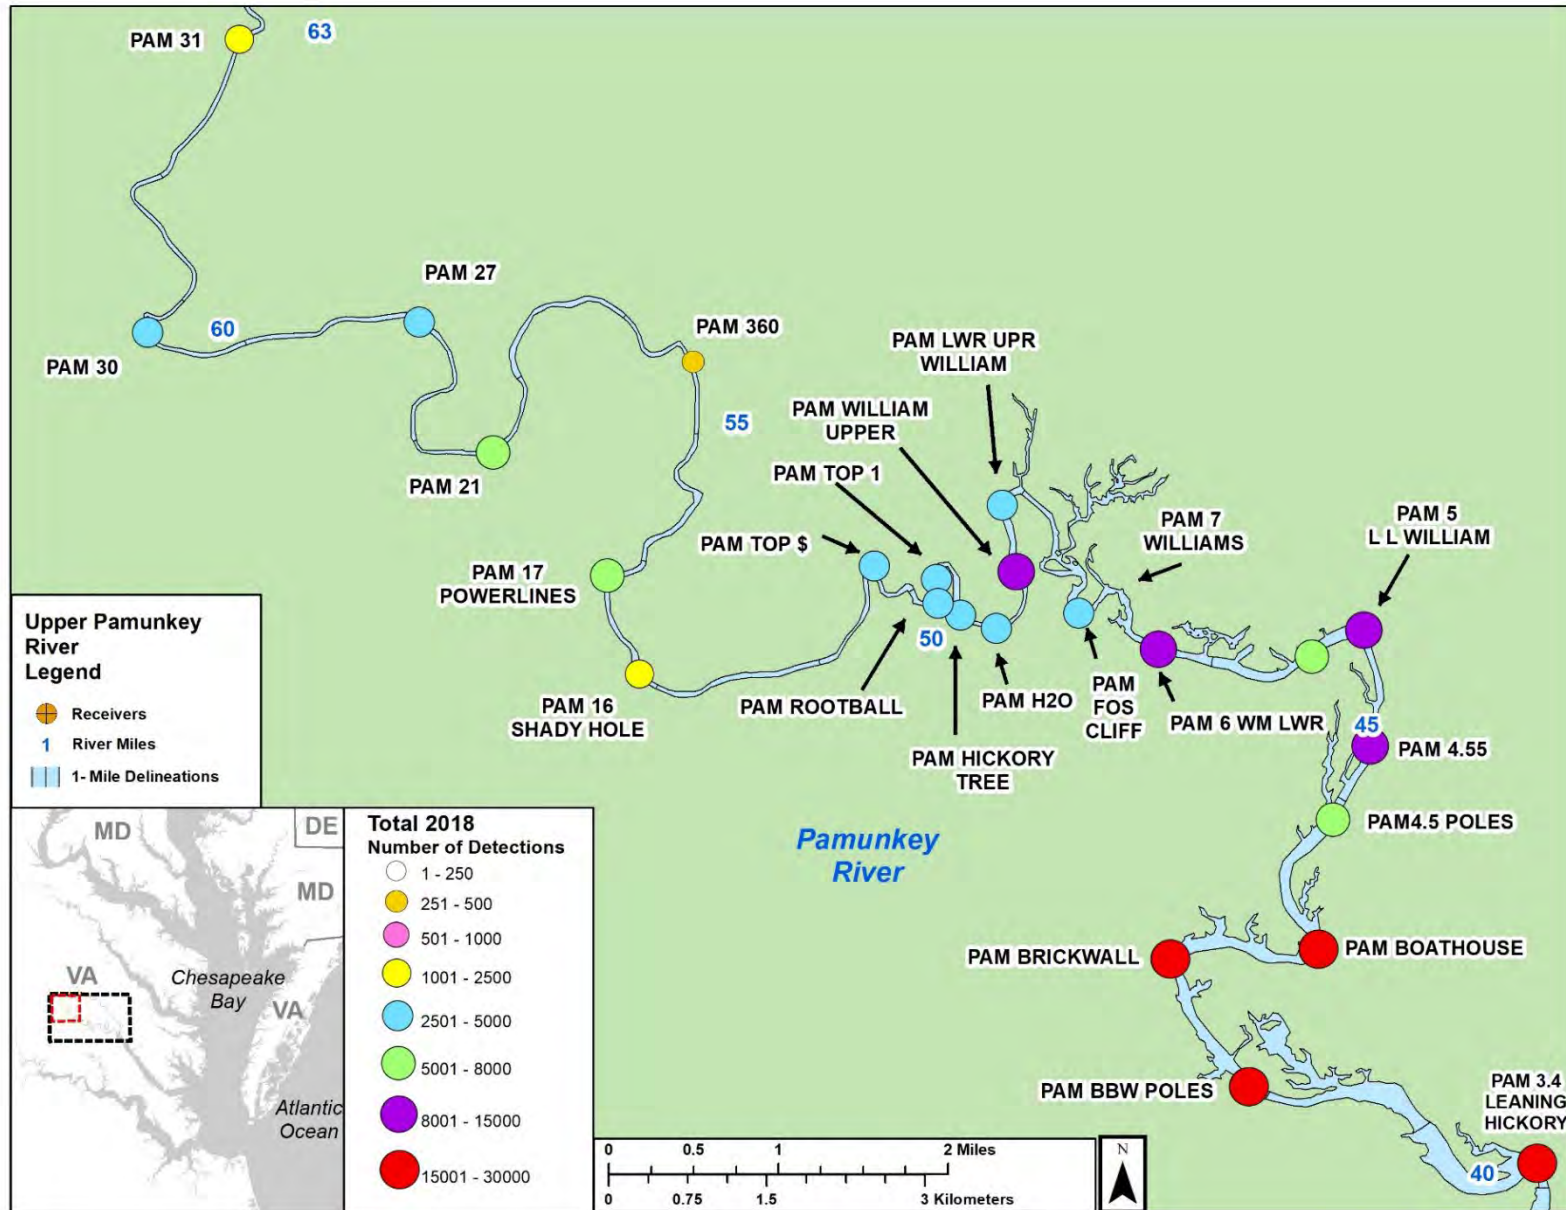 PAM 31
63
PAM 27
PAM 360
60
PAM 30
PAM LWR UPR
WILLIAM
55
PAM WILLIAM
UPPER
PAM 21
PAM TOP 1
PAM 5
L L WILLIAM
PAM 7
WILLIAMS
PAM TOP $
PAM 17
POWERLINES
50
PAM ROOTBALL
PAM H2O
PAM
FOS
CLIFF
PAM 6 WM LWR
45
PAM 4.55
PAM 16
SHADY HOLE
PAM HICKORY
TREE
PAM4.5 POLES
Pamunkey
River
PAM BRICKWALL
PAM BOATHOUSE
PAM BBW POLES
PAM 3.4
LEANING
HICKORY
40
Upper Pamunkey
River
Legend
Receivers
1 River Miles
1- Mile Delineations
MD
DE
MD
VA
Chesapeake
Bay
VA
Atlantic
Ocean
Total 2018
Number of Detections
1 - 250
251 - 500
501 - 1000
1001 - 2500
2501 - 5000
5001 - 8000
8001 - 15000
15001 - 30000
0 0.5 1 2 Miles
0 0.75 1.5 3 Kilometers
N